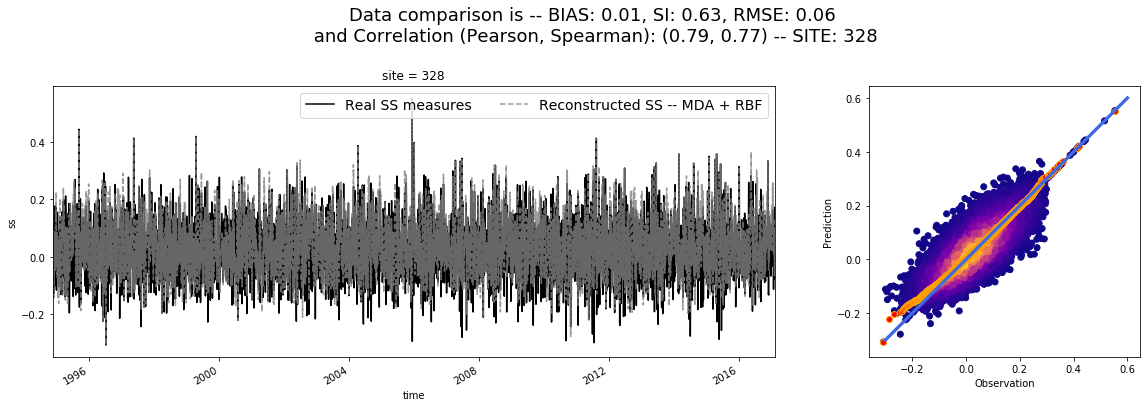 Data comparison is -- BIAS: 0.01, SI: 0.63, RMSE: 0.06
and Correlation (Pearson, Spearman): (0.79, 0.77) -- SITE: 328
site = 328
Real SS measures
Reconstructed SS -- MDA + RBF
ss
0.4
0.2
0.0
−0.2
1996
2000
2004
2008
2012
2016
time
Prediction
0.6
0.4
0.2
0.0
−0.2
−0.2
0.0
0.2
0.4
0.6
Observation